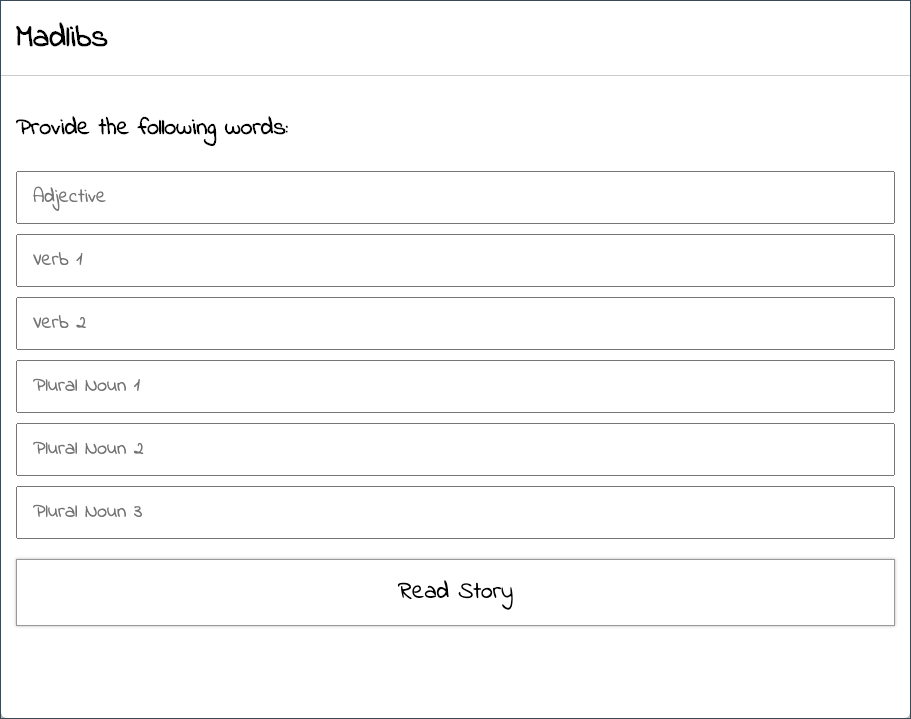 Madlibs
Provide the following words:
Adjective
Verb 1
Verb 2
Plural Noun 1
Plural Noun 2
Plural Noun 3
Read Story